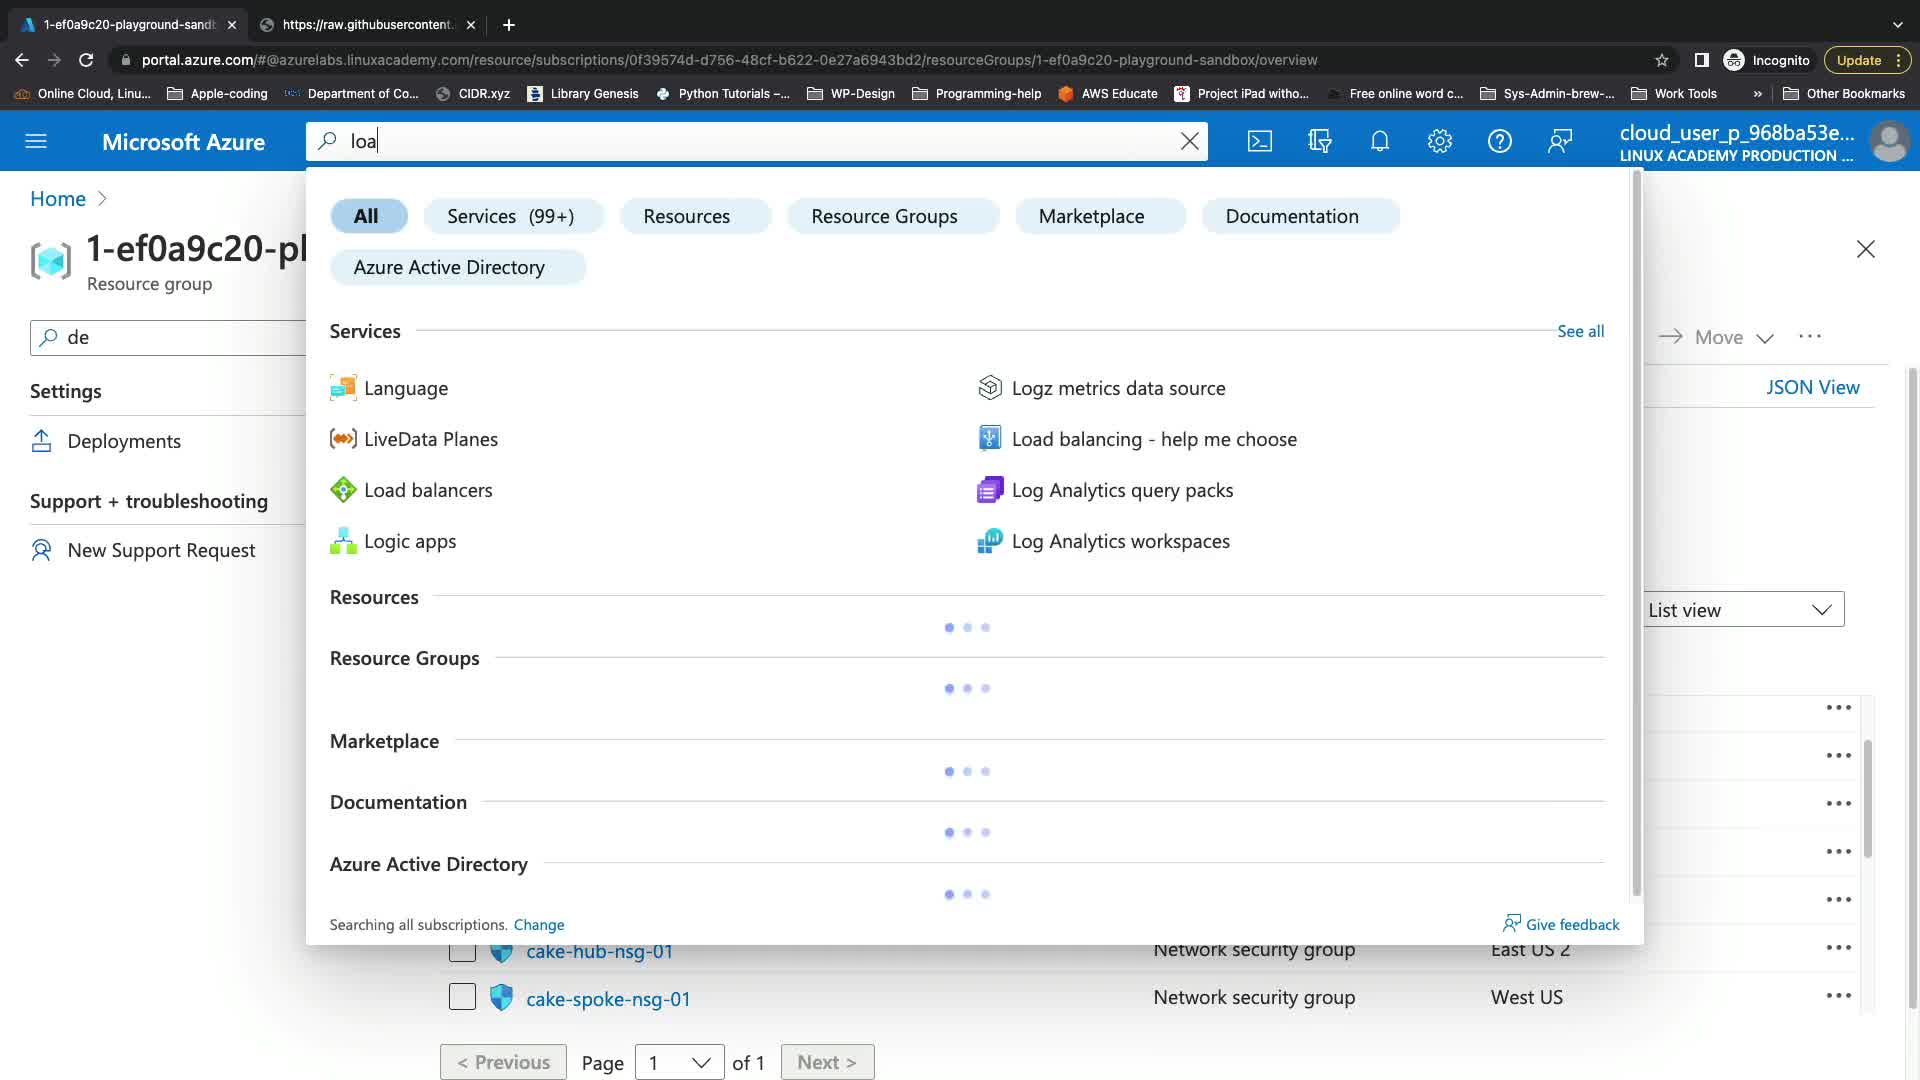 1-ef0a9c20-playground-sandb
https://raw.githubusercontent.
portal.azure.com/#@azurelabs.linuxacademy.com/resource/subscriptions/0f39574d-d756-48cf-b622-0e27a6943bd2/resourceGroups/1-ef0a9c20-playground-sandbox/overview
Incognito
Update
Online Cloud, Linu...
Apple-coding
Department of Co...
CIDR.xyz
Library Genesis
Python Tutorials –...
WP-Design
Programming-help
AWS Educate
Project iPad witho...
Free online word c...
Sys-Admin-brew-...
Work Tools
»
Other Bookmarks
Microsoft Azure
loa
cloud_user_p_968ba53e...
LINUX ACADEMY PRODUCTION ...
Home
1-ef0a9c20-pl
Resource group
de
Settings
Deployments
Support + troubleshooting
New Support Request
All
Services (99+)
Resources
Resource Groups
Marketplace
Documentation
Azure Active Directory
Services
See all
Language
Logz metrics data source
LiveData Planes
Load balancing - help me choose
Load balancers
Log Analytics query packs
Logic apps
Log Analytics workspaces
Resources
Resource Groups
Marketplace
Documentation
Azure Active Directory
Searching all subscriptions. Change
Give feedback
Move
JSON View
List view
cake-hub-nsg-01
Network security group
East US 2
cake-spoke-nsg-01
Network security group
West US
< Previous
Page
1
of 1
Next >